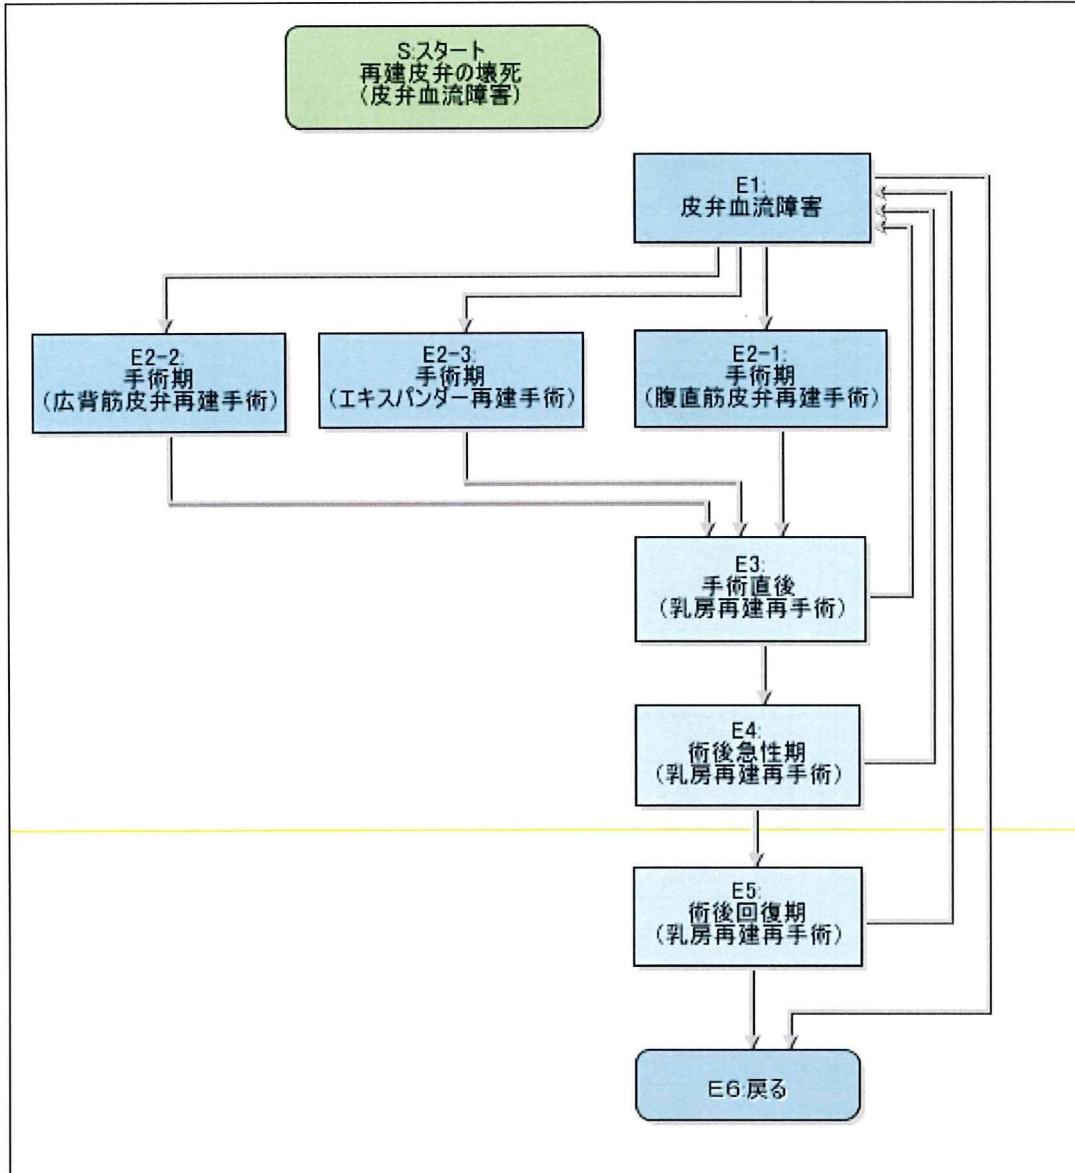 S:スタート
再建皮弁の壊死
(皮弁血流障害)
E1:
皮弁血流障害
E2-2:
手術期
(広背筋皮弁再建手術)
E2-3:
手術期
(エキスパンダー再建手術)
E2-1:
手術期
(腹直筋皮弁再建手術)
E3:
手術直後
(乳房再建再手術)
E4:
術後急性期
(乳房再建再手術)
E5:
術後回復期
(乳房再建再手術)
E6:戻る